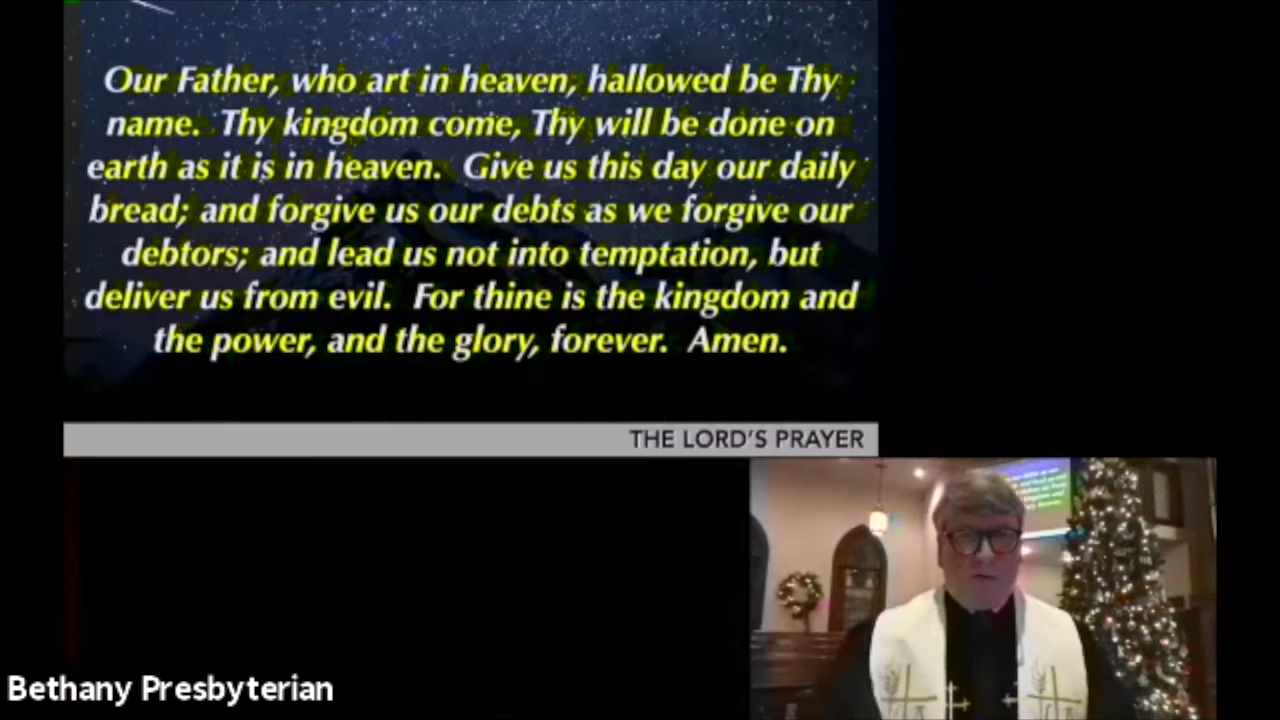 Our Father, who art in heaven, hallowed be Thy
name. Thy kingdom come, Thy will be done on
earth as it is in heaven. Give us this day our daily
bread; and forgive us our debts as we forgive our
debtors; and lead us not into temptation, but
deliver us from evil. For thine is the kingdom and
the power, and the glory, forever. Amen.
THE LORD'S PRAYER
Bethany Presbyterian